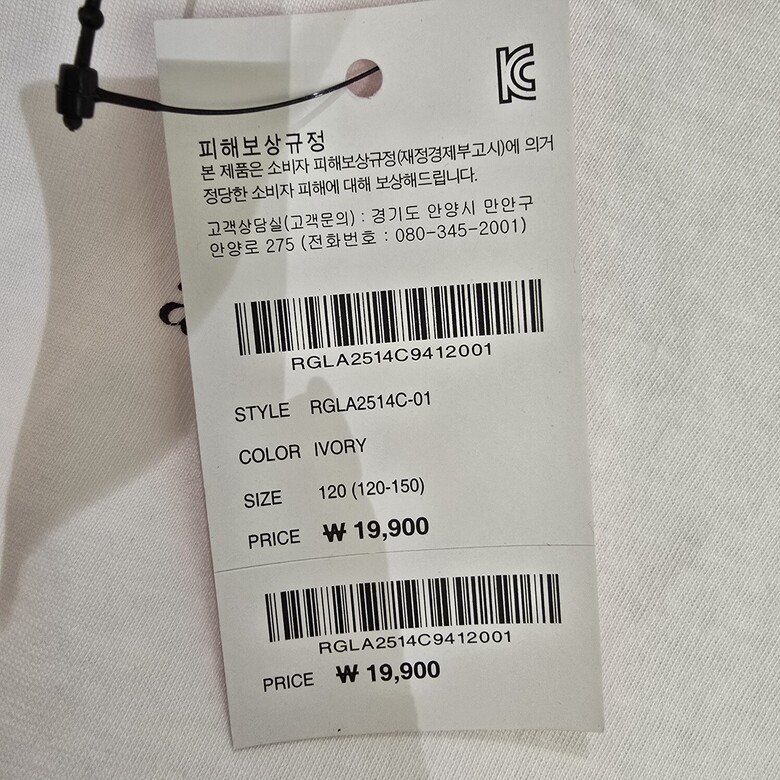 KC
피해보상규정
본 제품은 소비자 피해보상규정(재정경제부고시)에 의거
정당한 소비자 피해에 대해 보상해드립니다.
고객상담실(고객문의) : 경기도 안양시 만안구
안양로 275 (전화번호 : 080-345-2001)
RGLA2514C9412001
STYLE RGLA2514C-01
COLOR IVORY
SIZE 120 (120-150)
PRICE ₩ 19,900
RGLA2514C9412001
PRICE ₩ 19,900